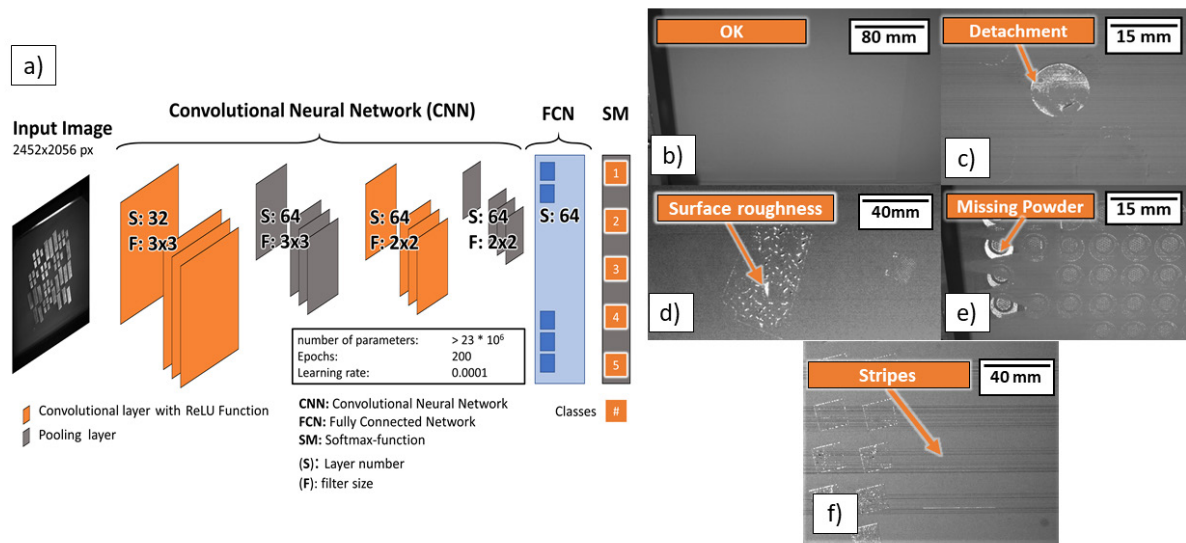 a)
Convolutional Neural Network (CNN)
FCN
SM
Input Image
2452x2056 px
S: 32
F: 3x3
S: 64
F: 3x3
S: 64
F: 2x2
S: 64
F: 2x2
S: 64
1
2
3
4
5
number of parameters: > 23 * 10⁶
Epochs: 200
Learning rate: 0.0001
Convolutional layer with ReLU Function
Pooling layer
CNN: Convolutional Neural Network
FCN: Fully Connected Network
SM: Softmax-function
(S): Layer number
(F): filter size
Classes #
OK
80 mm
b)
Detachment
15 mm
c)
Surface roughness
40mm
d)
Missing Powder
15 mm
e)
Stripes
40 mm
f)